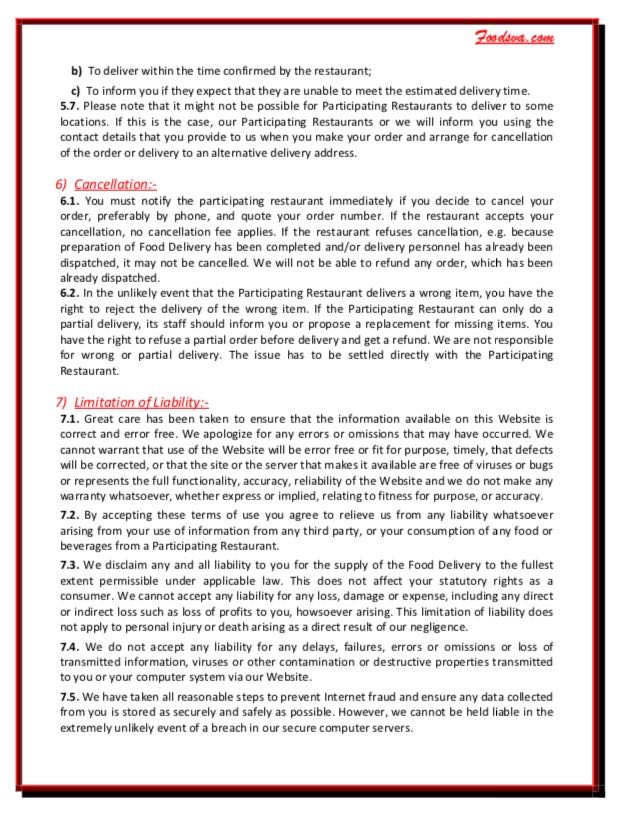 Foodsva.com
b) To deliver within the time confirmed by the restaurant;
c) To inform you if they expect that they are unable to meet the estimated delivery time.
5.7. Please note that it might not be possible for Participating Restaurants to deliver to some
locations. If this is the case, our Participating Restaurants or we will inform you using the
contact details that you provide to us when you make your order and arrange for cancellation
of the order or delivery to an alternative delivery address.
6) Cancellation:-
6.1. You must notify the participating restaurant immediately if you decide to cancel your
order, preferably by phone, and quote your order number. If the restaurant accepts your
cancellation, no cancellation fee applies. If the restaurant refuses cancellation, e.g. because
preparation of Food Delivery has been completed and/or delivery personnel has already been
dispatched, it may not be cancelled. We will not be able to refund any order, which has been
already dispatched.
6.2. In the unlikely event that the Participating Restaurant delivers a wrong item, you have the
right to reject the delivery of the wrong item. If the Participating Restaurant can only do a
partial delivery, its staff should inform you or propose a replacement for missing items. You
have the right to refuse a partial order before delivery and get a refund. We are not responsible
for wrong or partial delivery. The issue has to be settled directly with the Participating
Restaurant.
7) Limitation of Liability:-
7.1. Great care has been taken to ensure that the information available on this Website is
correct and error free. We apologize for any errors or omissions that may have occurred. We
cannot warrant that use of the Website will be error free or fit for purpose, timely, that defects
will be corrected, or that the site or the server that makes it available are free of viruses or bugs
or represents the full functionality, accuracy, reliability of the Website and we do not make any
warranty whatsoever, whether express or implied, relating to fitness for purpose, or accuracy.
7.2. By accepting these terms of use you agree to relieve us from any liability whatsoever
arising from your use of information from any third party, or your consumption of any food or
beverages from a Participating Restaurant.
7.3. We disclaim any and all liability to you for the supply of the Food Delivery to the fullest
extent permissible under applicable law. This does not affect your statutory rights as a
consumer. We cannot accept any liability for any loss, damage or expense, including any direct
or indirect loss such as loss of profits to you, howsoever arising. This limitation of liability does
not apply to personal injury or death arising as a direct result of our negligence.
7.4. We do not accept any liability for any delays, failures, errors or omissions or loss of
transmitted information, viruses or other contamination or destructive properties transmitted
to you or your computer system via our Website.
7.5. We have taken all reasonable steps to prevent Internet fraud and ensure any data collected
from you is stored as securely and safely as possible. However, we cannot be held liable in the
extremely unlikely event of a breach in our secure computer servers.